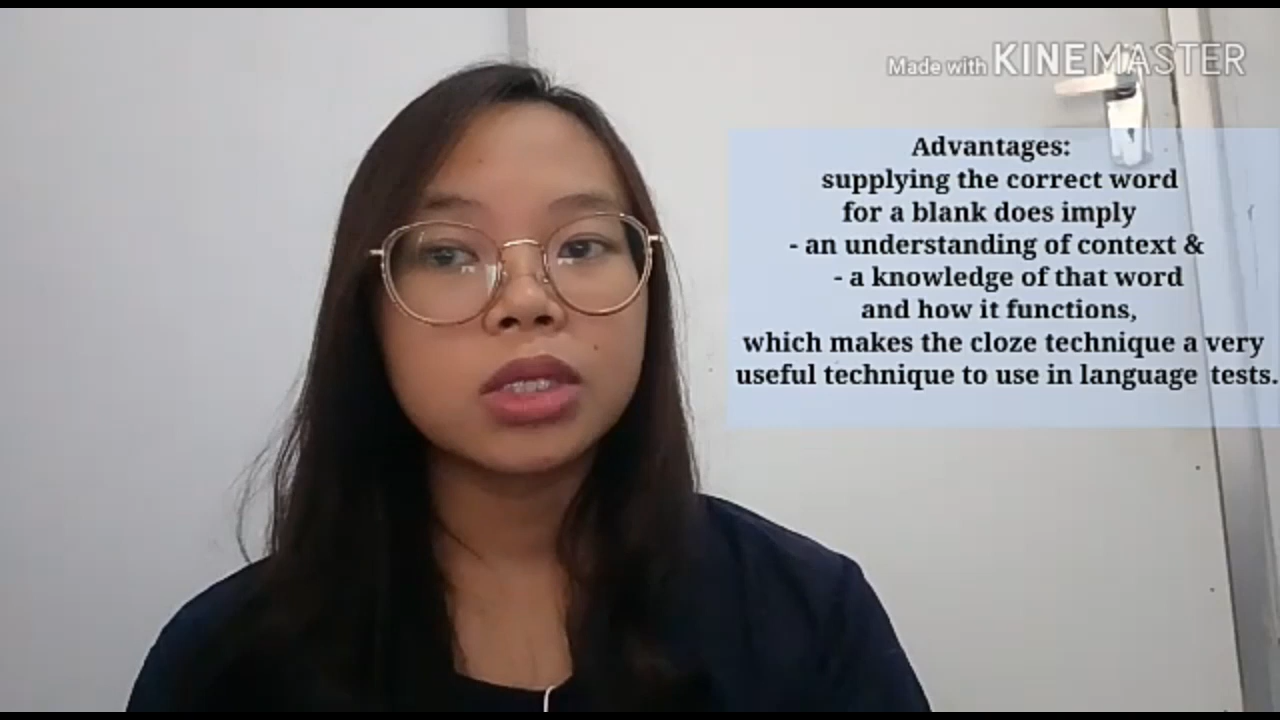 Made with KINEMASTER
Advantages:
supplying the correct word
for a blank does imply
- an understanding of context &
- a knowledge of that word
and how it functions,
which makes the cloze technique a very
useful technique to use in language tests.